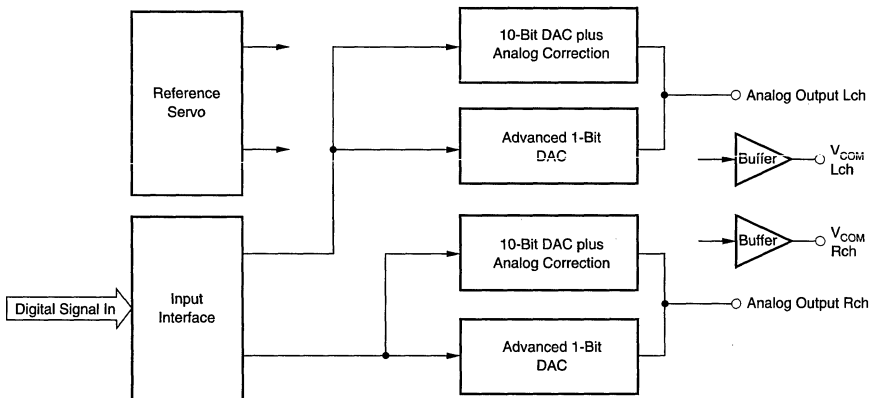 10-Bit DAC plus
Analog Correction
Reference
Servo
Analog Output Lch
Advanced 1-Bit
DAC
Buffer
VCOM
Lch
10-Bit DAC plus
Analog Correction
Buffer
VCOM
Rch
Digital Signal In
Input
Interface
Analog Output Rch
Advanced 1-Bit
DAC